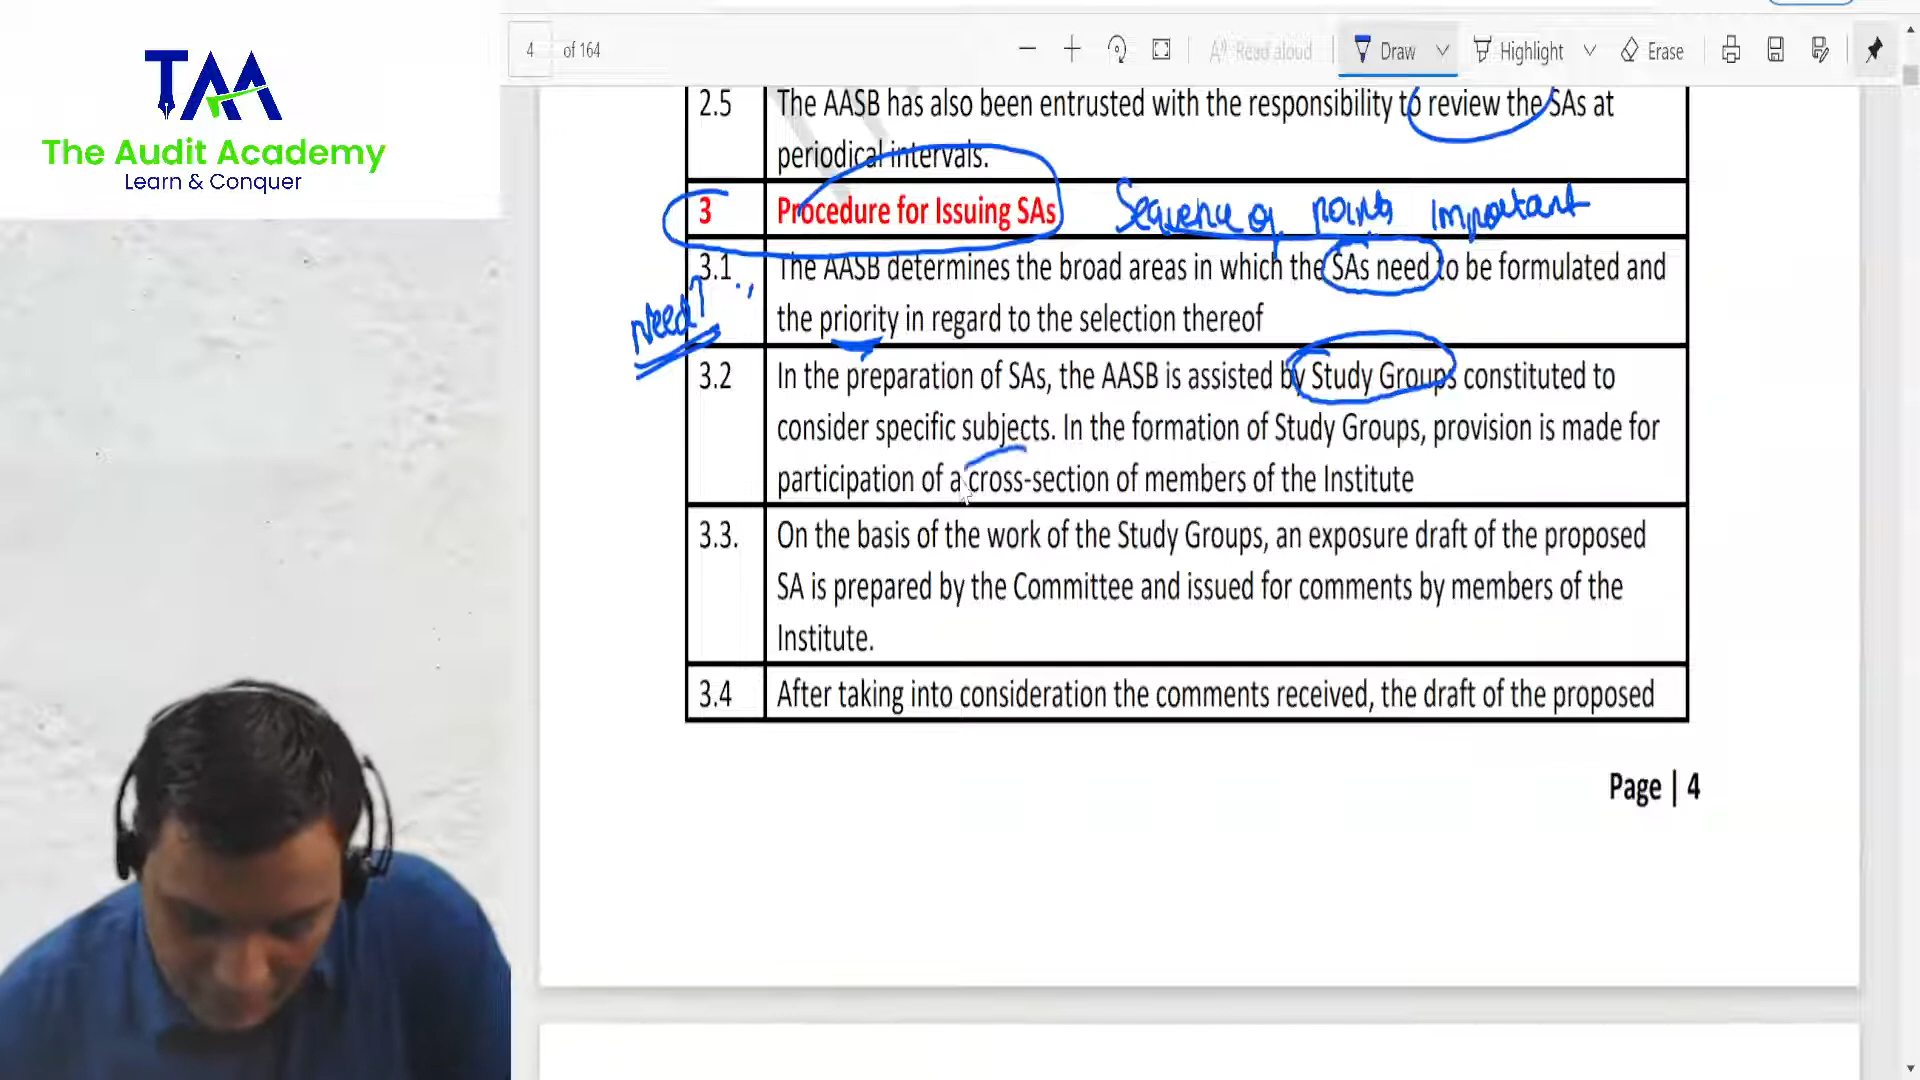 4 of 164
Read aloud
Draw
Highlight
Erase
TAA
The Audit Academy
Learn & Conquer
2.5 The AASB has also been entrusted with the responsibility to review the SAs at
periodical intervals.
3 Procedure for Issuing SAs Sequence of points important
3.1 The AASB determines the broad areas in which the SAs need to be formulated and
the priority in regard to the selection thereof
Need?
3.2 In the preparation of SAs, the AASB is assisted by Study Groups constituted to
consider specific subjects. In the formation of Study Groups, provision is made for
participation of a cross-section of members of the Institute
3.3. On the basis of the work of the Study Groups, an exposure draft of the proposed
SA is prepared by the Committee and issued for comments by members of the
Institute.
3.4 After taking into consideration the comments received, the draft of the proposed
Page | 4